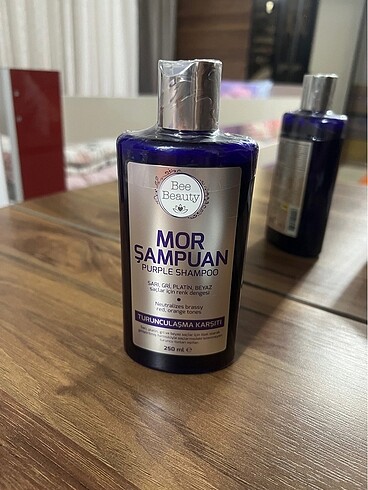 Bee
Beauty
MOR
ŞAMPUAN
PURPLE SHAMPOO
SARI, GRİ, PLATİN, BEYAZ
saçlar için renk dengesi
Neutralizes brassy
red, orange tones
TURUNCULAŞMA KARŞITI
250 ml e